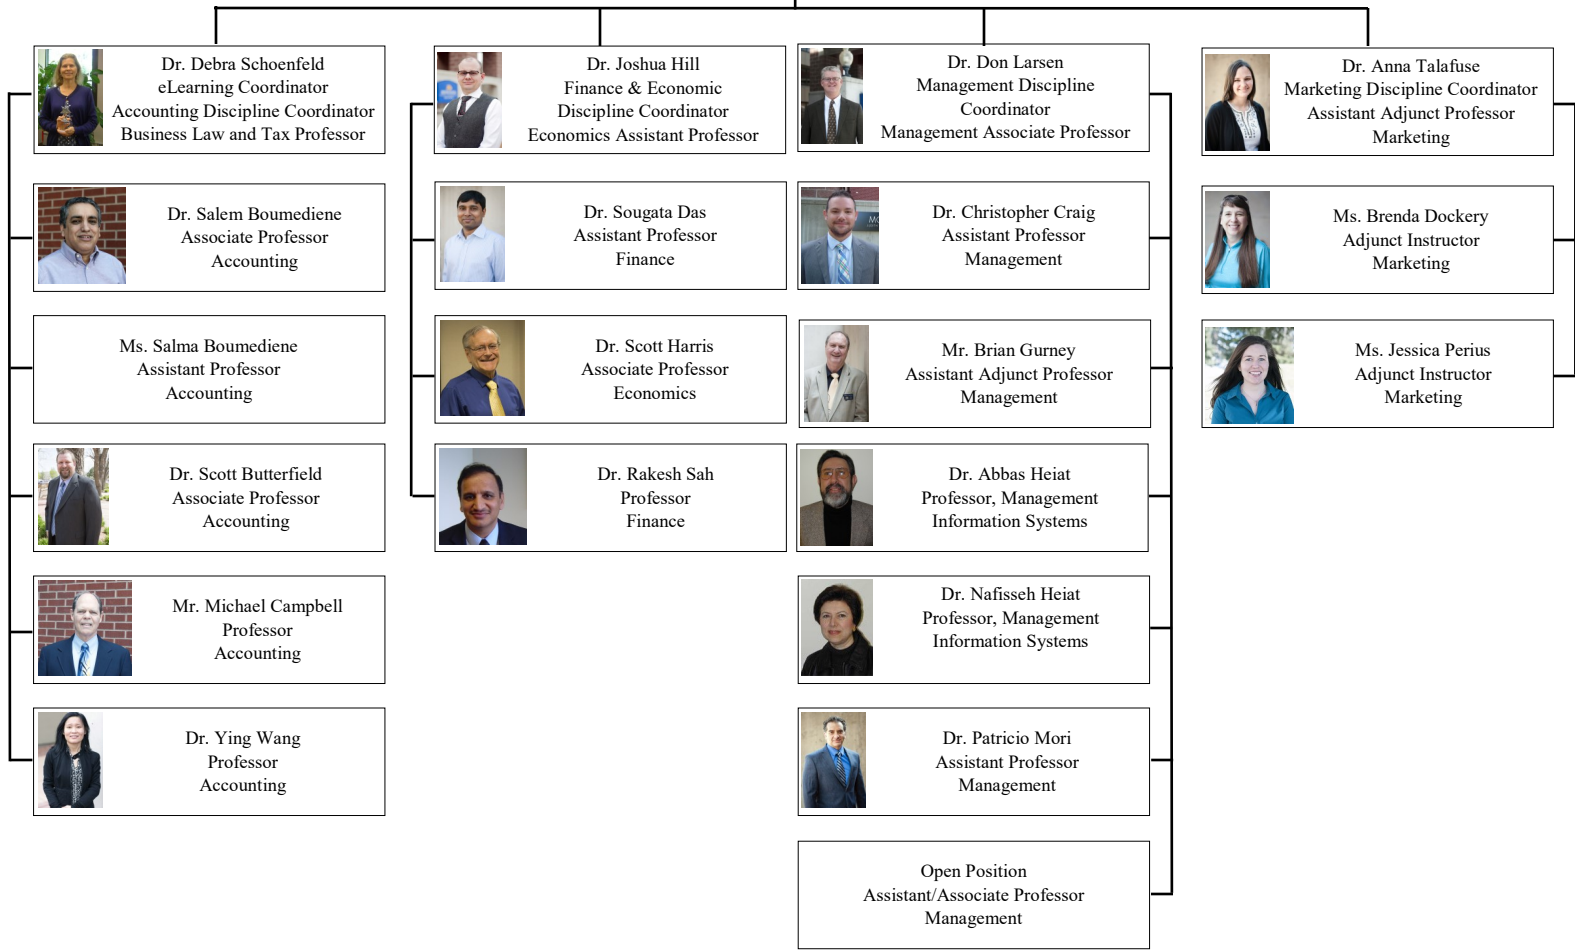 Dr. Debra Schoenfeld
eLearning Coordinator
Accounting Discipline Coordinator
Business Law and Tax Professor
Dr. Salem Boumediene
Associate Professor
Accounting
Ms. Salma Boumediene
Assistant Professor
Accounting
Dr. Scott Butterfield
Associate Professor
Accounting
Mr. Michael Campbell
Professor
Accounting
Dr. Ying Wang
Professor
Accounting
Dr. Joshua Hill
Finance & Economic
Discipline Coordinator
Economics Assistant Professor
Dr. Sougata Das
Assistant Professor
Finance
Dr. Scott Harris
Associate Professor
Economics
Dr. Rakesh Sah
Professor
Finance
Dr. Don Larsen
Management Discipline
Coordinator
Management Associate Professor
Dr. Christopher Craig
Assistant Professor
Management
Mr. Brian Gurney
Assistant Adjunct Professor
Management
Dr. Abbas Heiat
Professor, Management
Information Systems
Dr. Nafisseh Heiat
Professor, Management
Information Systems
Dr. Patricio Mori
Assistant Professor
Management
Open Position
Assistant/Associate Professor
Management
Dr. Anna Talafuse
Marketing Discipline Coordinator
Assistant Adjunct Professor
Marketing
Ms. Brenda Dockery
Adjunct Instructor
Marketing
Ms. Jessica Perius
Adjunct Instructor
Marketing